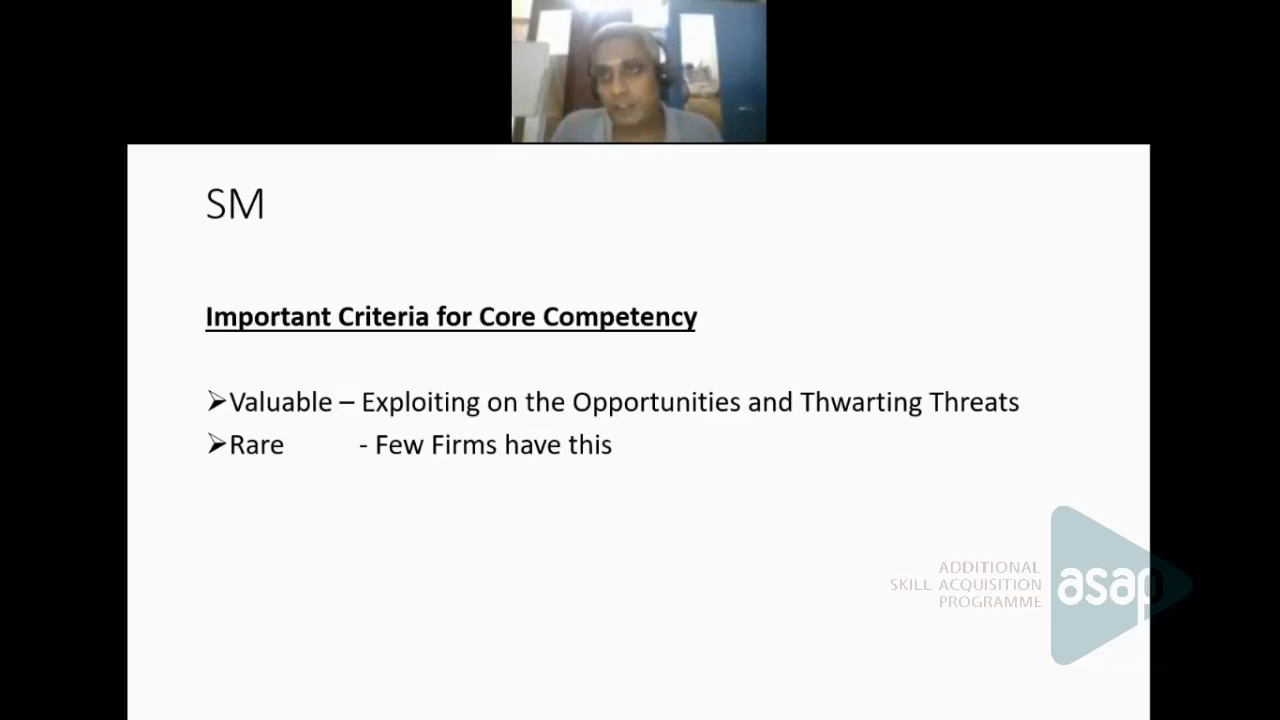 SM
Important Criteria for Core Competency
➢Valuable – Exploiting on the Opportunities and Thwarting Threats
➢Rare - Few Firms have this
ADDITIONAL
SKILL ACQUISITION
PROGRAMME
asap